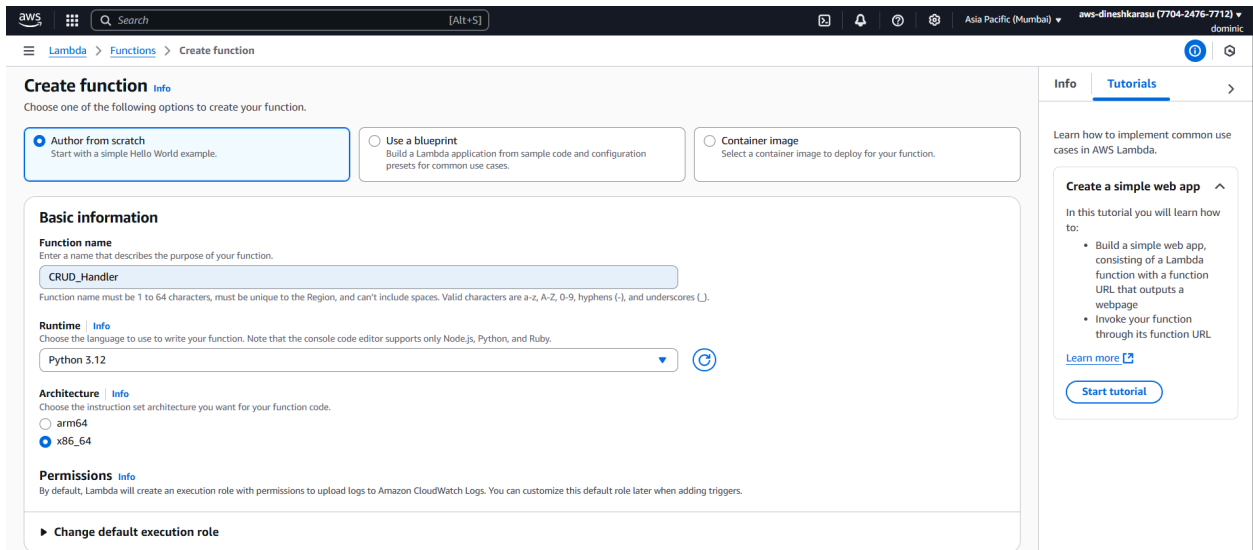 aws
Search
[Alt+S]
Asia Pacific (Mumbai)
aws-dineshkarasu (7704-2476-7712)
dominic
Lambda > Functions > Create function
Create function Info
Choose one of the following options to create your function.
Author from scratch
Start with a simple Hello World example.
Use a blueprint
Build a Lambda application from sample code and configuration
presets for common use cases.
Container image
Select a container image to deploy for your function.
Basic information
Function name
Enter a name that describes the purpose of your function.
CRUD_Handler
Function name must be 1 to 64 characters, must be unique to the Region, and can't include spaces. Valid characters are a-z, A-Z, 0-9, hyphens (-), and underscores (_).
Runtime Info
Choose the language to use to write your function. Note that the console code editor supports only Node.js, Python, and Ruby.
Python 3.12
Architecture Info
Choose the instruction set architecture you want for your function code.
arm64
x86_64
Permissions Info
By default, Lambda will create an execution role with permissions to upload logs to Amazon CloudWatch Logs. You can customize this default role later when adding triggers.
Change default execution role
Info
Tutorials
Learn how to implement common use
cases in AWS Lambda.
Create a simple web app
In this tutorial you will learn how
to:
• Build a simple web app,
consisting of a Lambda
function with a function
URL that outputs a
webpage
• Invoke your function
through its function URL
Learn more
Start tutorial